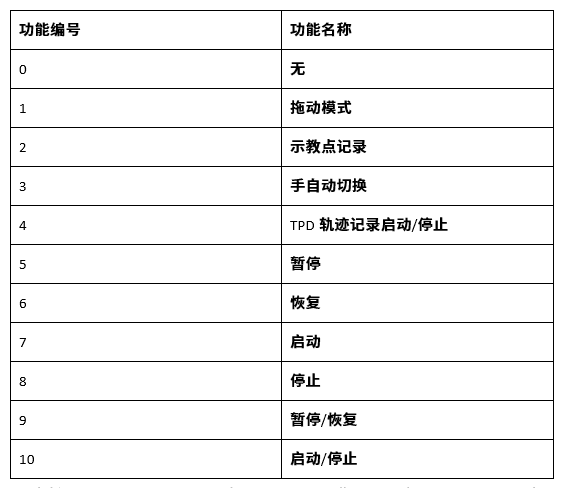 功能编号 功能名称
0 无
1 拖动模式
2 示教点记录
3 手自动切换
4 TPD 轨迹记录启动/停止
5 暂停
6 恢复
7 启动
8 停止
9 暂停/恢复
10 启动/停止